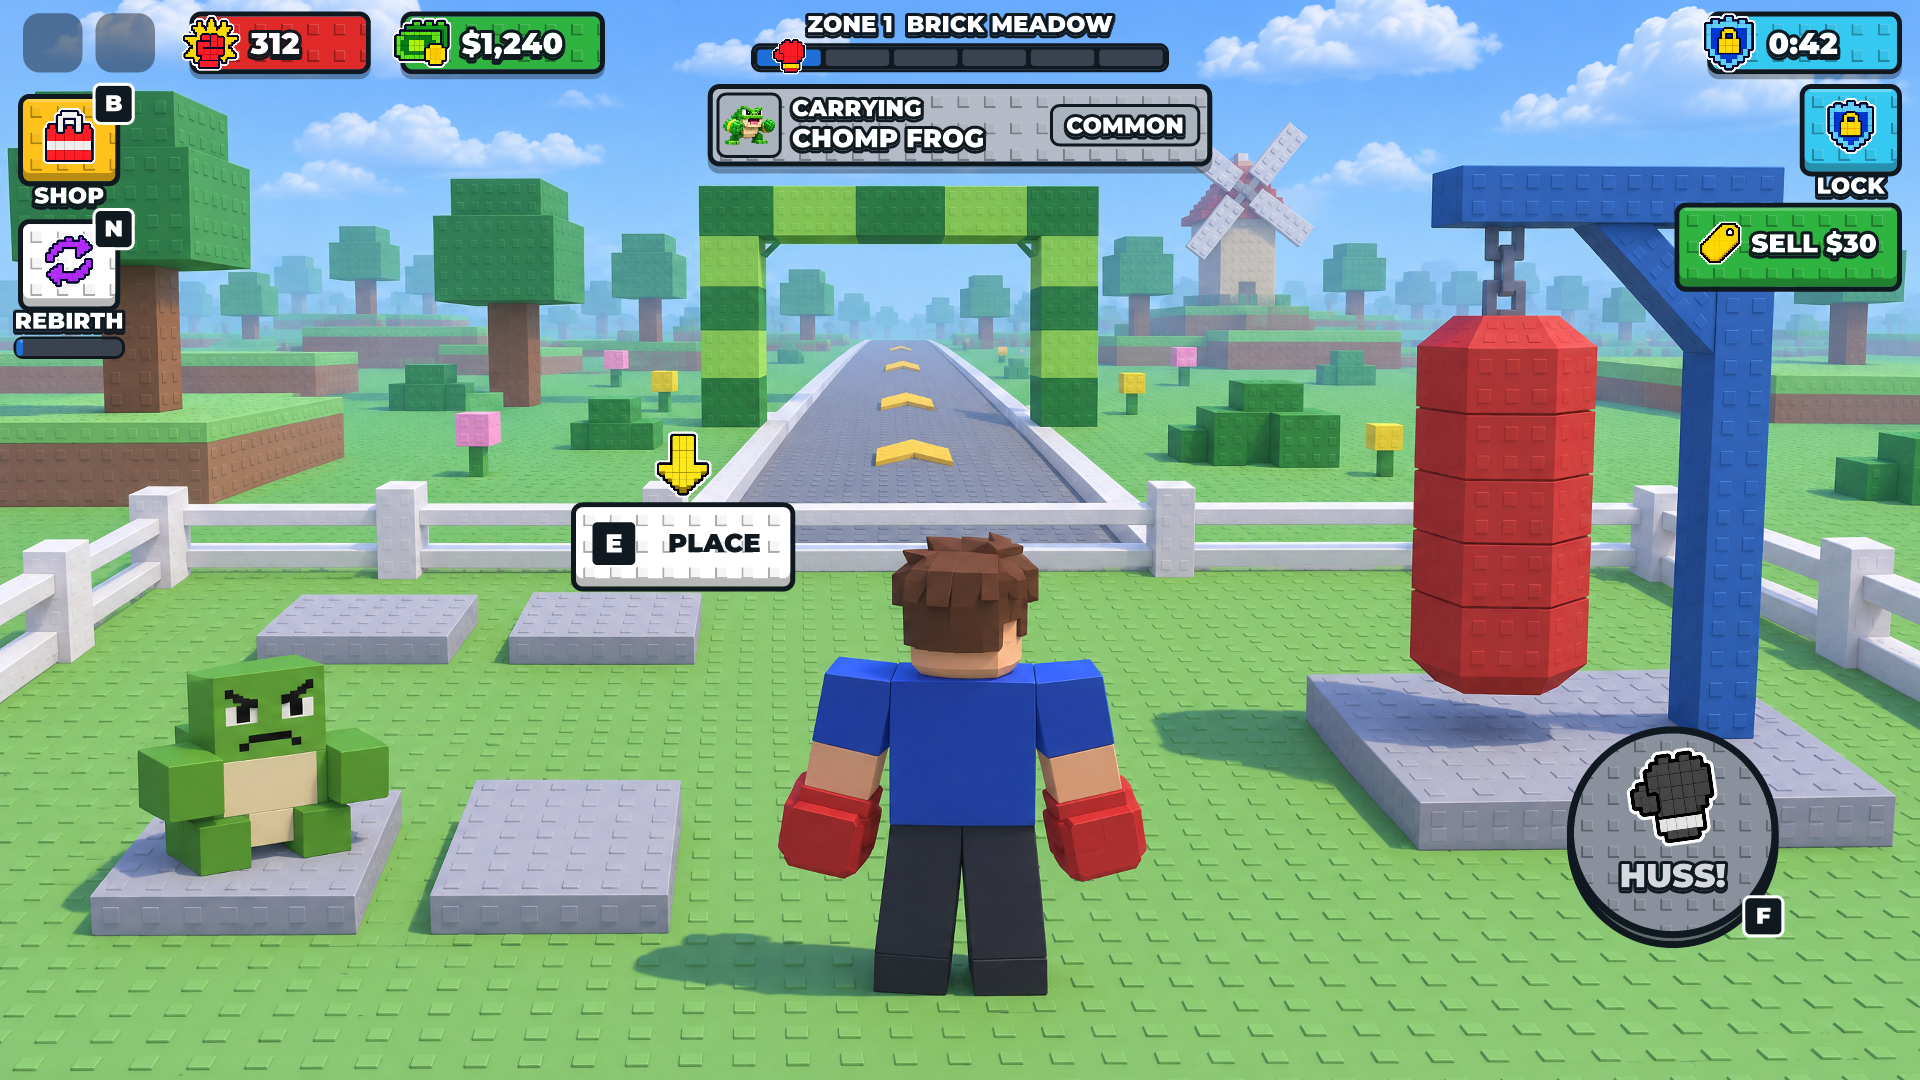 312
$1,240
ZONE 1 BRICK MEADOW
0:42
B
SHOP
CARRYING
CHOMP FROG
COMMON
LOCK
N
REBIRTH
SELL $30
E PLACE
HUSS!
F